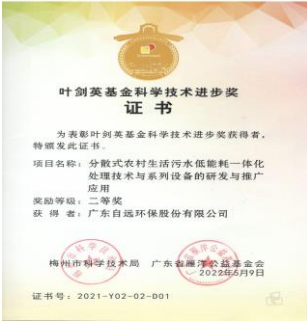 叶剑英基金科学技术进步奖
证书
为表彰叶剑英基金科学技术进步奖获得者，
特颁发此证书。
项目名称：分散式农村生活污水低能耗一体化
处理技术与系列设备的研发与推广
应用
奖励等级：二等奖
获得者：广东自远环保股份有限公司
梅州市科学技术局 广东省雁洋公益基金会
2022年5月9日
证书号：2021-Y02-02-D01